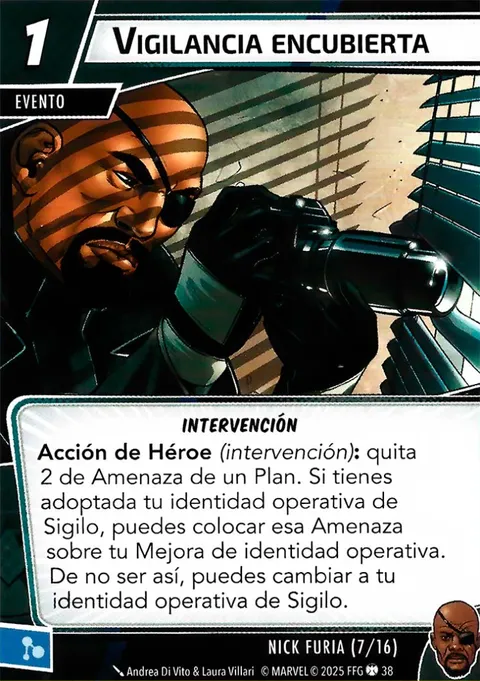 1
VIGILANCIA ENCUBIERTA
EVENTO
INTERVENCIÓN
Acción de Héroe (intervención): quita
2 de Amenaza de un Plan. Si tienes
adoptada tu identidad operativa de
Sigilo, puedes colocar esa Amenaza
sobre tu Mejora de identidad operativa.
De no ser así, puedes cambiar a tu
identidad operativa de Sigilo.
NICK FURIA (7/16)
Andrea Di Vito & Laura Villari © MARVEL © 2025 FFG 38